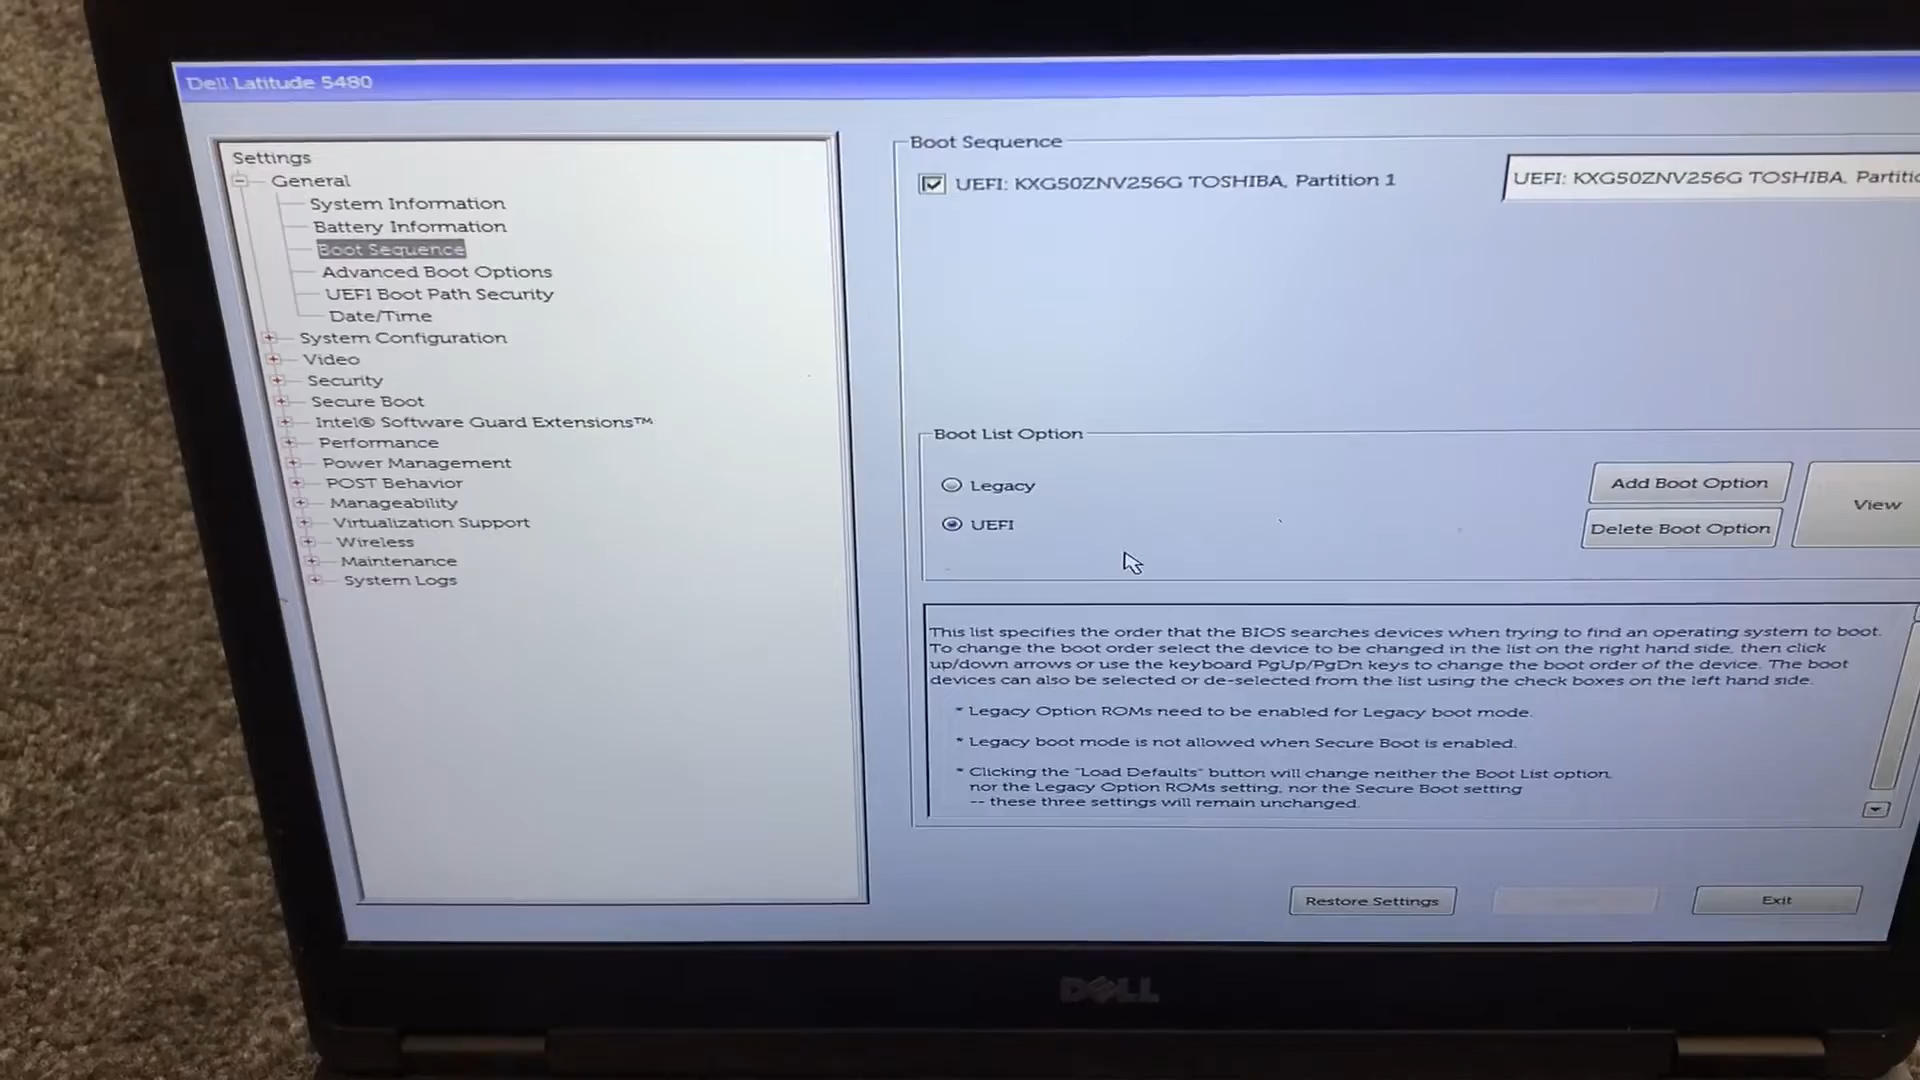 Dell Latitude 5480
Settings
General
System Information
Battery Information
Boot Sequence
Advanced Boot Options
UEFI Boot Path Security
Date/Time
System Configuration
Video
Security
Secure Boot
Intel® Software Guard Extensions™
Performance
Power Management
POST Behavior
Manageability
Virtualization Support
Wireless
Maintenance
System Logs
Boot Sequence
UEFI: KXG50ZNV256G TOSHIBA, Partition 1
UEFI: KXG50ZNV256G TOSHIBA, Partitio
Boot List Option
Legacy
UEFI
Add Boot Option
Delete Boot Option
View
This list specifies the order that the BIOS searches devices when trying to find an operating system to boot.
To change the boot order select the device to be changed in the list on the right hand side, then click
up/down arrows or use the keyboard PgUp/PgDn keys to change the boot order of the device. The boot
devices can also be selected or de-selected from the list using the check boxes on the left hand side.
* Legacy Option ROMs need to be enabled for Legacy boot mode.
* Legacy boot mode is not allowed when Secure Boot is enabled.
* Clicking the "Load Defaults" button will change neither the Boot List option,
nor the Legacy Option ROMs setting, nor the Secure Boot setting
-- these three settings will remain unchanged.
Restore Settings
Exit
DELL